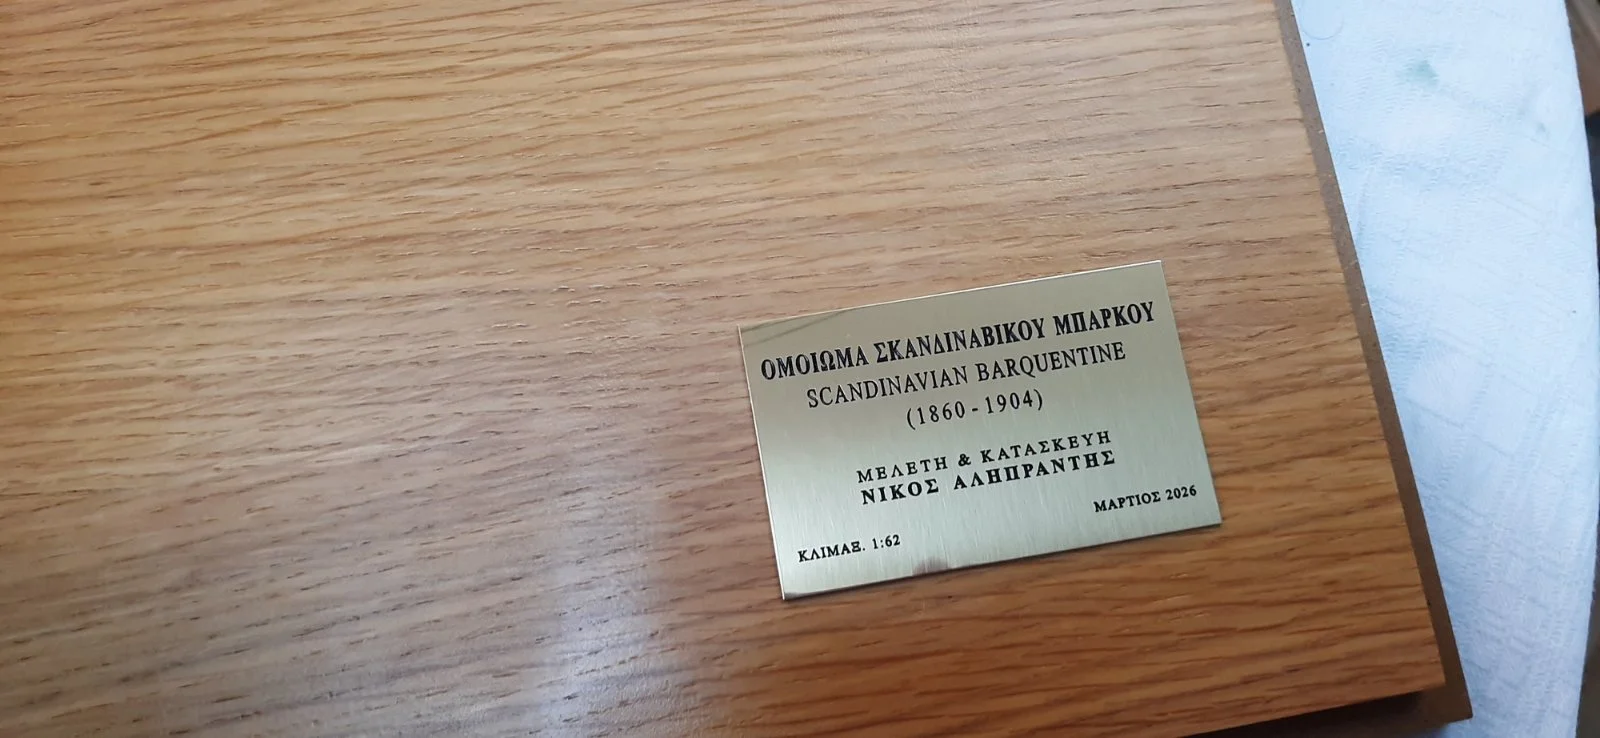 ΟΜΟΙΩΜΑ ΣΚΑΝΔΙΝΑΒΙΚΟΥ ΜΠΑΡΚΟΥ
SCANDINAVIAN BARQUENTINE
(1860 - 1904)
ΜΕΛΕΤΗ & ΚΑΤΑΣΚΕΥΗ
ΝΙΚΟΣ ΑΛΗΠΡΑΝΤΗΣ
ΜΑΡΤΙΟΣ 2026
ΚΛΙΜΑΞ. 1:62